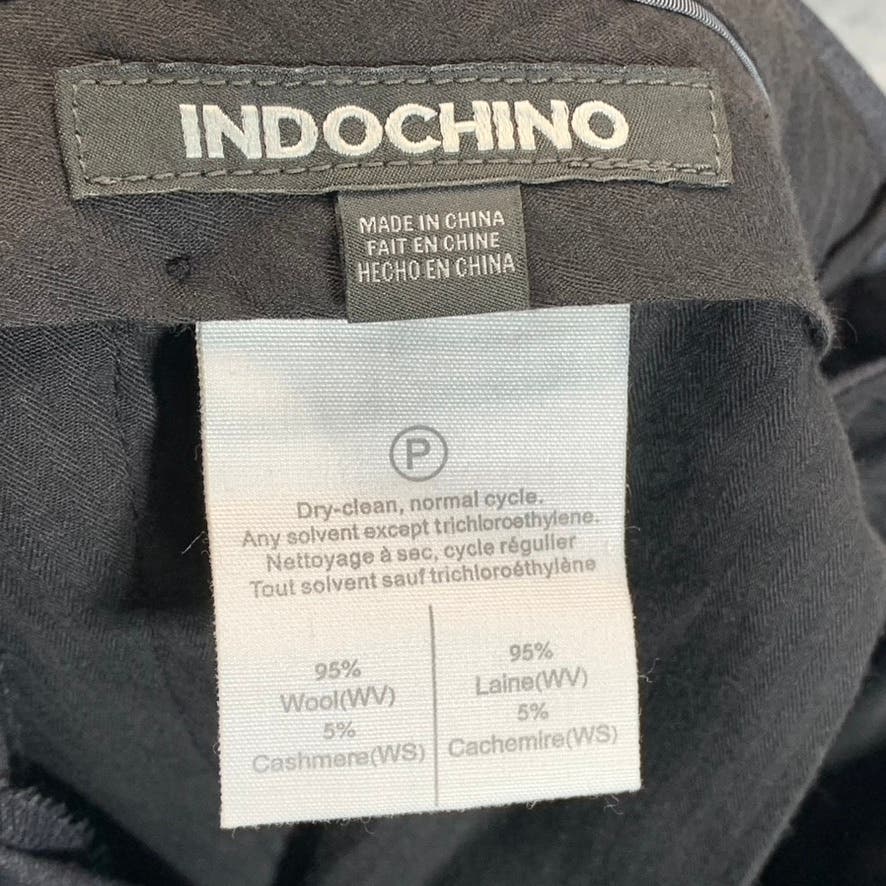 INDOCHINO
MADE IN CHINA
FAIT EN CHINE
HECHO EN CHINA
P
Dry-clean, normal cycle.
Any solvent except trichloroethylene.
Nettoyage à sec, cycle régulier
Tout solvent sauf trichloroéthylène
95%
Wool(WV)
5%
Cashmere(WS)
95%
Laine(WV)
5%
Cachemire(WS)